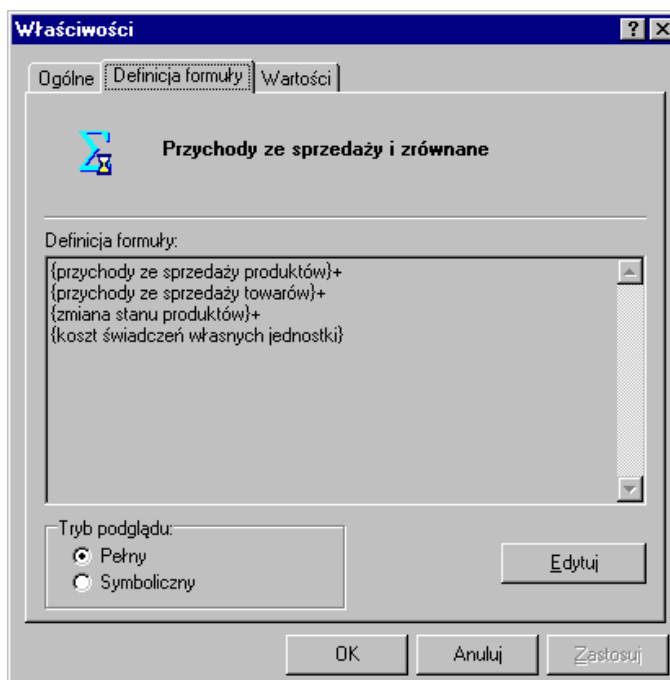 Właściwości
Ogólne Definicja formuły Wartości
Przychody ze sprzedaży i zrównane
Definicja formuły:
{przychody ze sprzedaży produktów}+
{przychody ze sprzedaży towarów}+
{zmiana stanu produktów}+
{koszt świadczeń własnych jednostki}
Tryb podglądu:
Pełny
Symboliczny
Edytuj
OK Anuluj Zastosuj